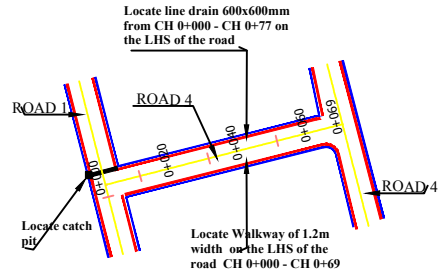 Locate line drain 600x600mm
from CH 0+000 - CH 0+77 on
the LHS of the road
ROAD 1
ROAD 4
0+000
0+020
0+040
0+060
0+069
ROAD 4
Locate catch
pit
Locate Walkway of 1.2m
width on the LHS of the
road CH 0+000 - CH 0+69